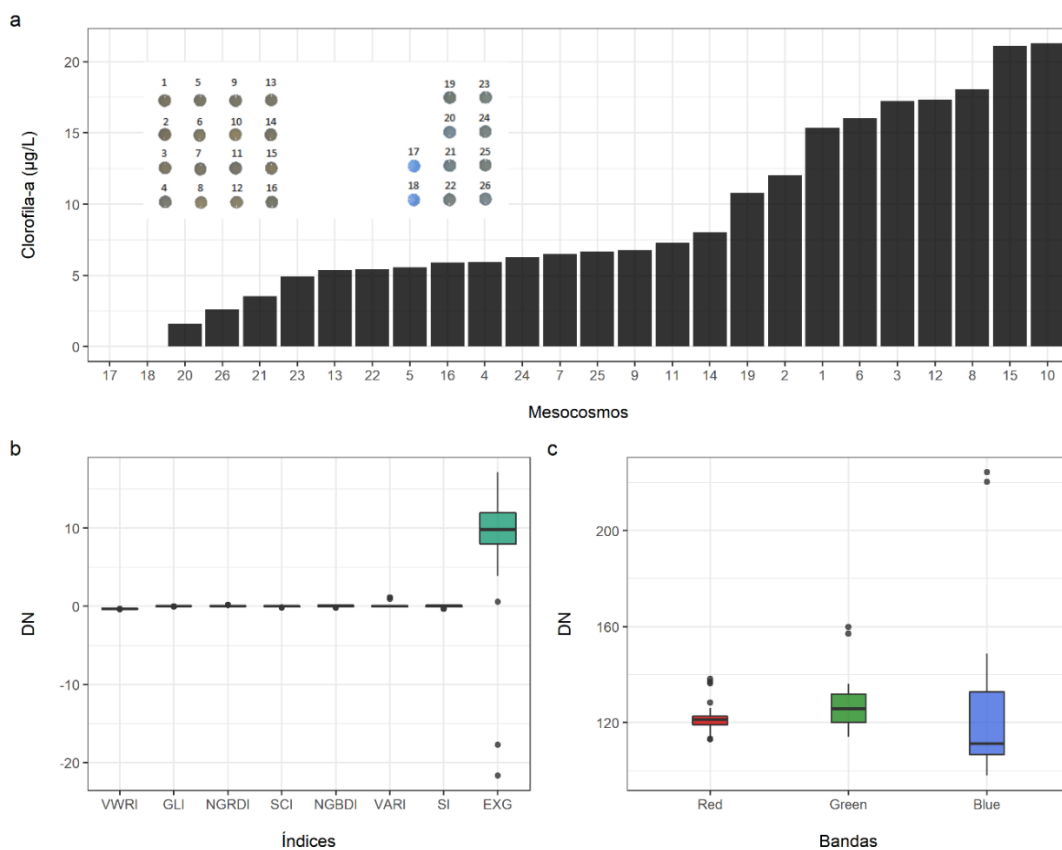 a
Clorofila-a (µg/L)
20
15
10
5
0
1 5 9 13
2 6 10 14
3 7 11 15
4 8 12 16
19 23
20 24
17 21 25
18 22 26
17 18 20 26 21 23 13 22 5 16 4 24 7 25 9 11 14 19 2 1 6 3 12 8 15 10
Mesocosmos
b
DN
10
0
-10
-20
VWRI GLI NGRDI SCI NGBDI VARI SI EXG
Índices
c
DN
200
160
120
Red Green Blue
Bandas